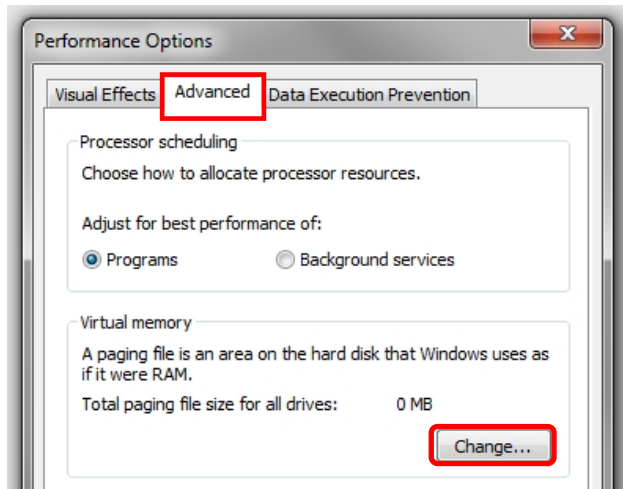 Performance Options
x
Visual Effects Advanced Data Execution Prevention
Processor scheduling
Choose how to allocate processor resources.
Adjust for best performance of:
Programs Background services
Virtual memory
A paging file is an area on the hard disk that Windows uses as
if it were RAM.
Total paging file size for all drives: 0 MB
Change...